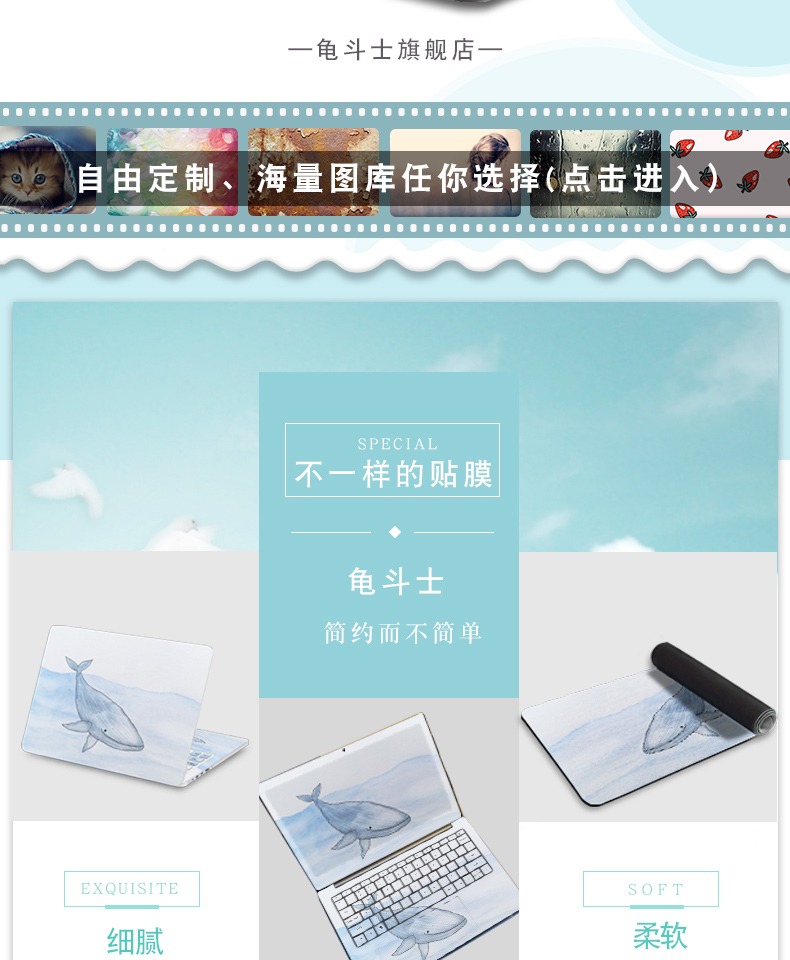 —龟斗士旗舰店—
自由定制、海量图库任你选择(点击进入)
SPECIAL
不一样的贴膜
龟斗士
简约而不简单
EXQUISITE
细腻
SOFT
柔软